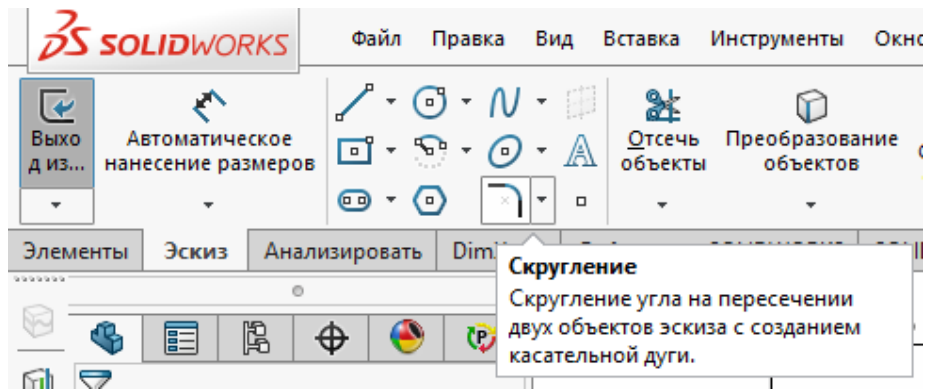 SOLIDWORKS Файл Правка Вид Вставка Инструменты
Выхо
д из...
Автоматическое
нанесение размеров
Отсечь
объекты
Преобразование
объектов
Элементы Эскиз Анализировать
Скругление
Скругление угла на пересечении
двух объектов эскиза с созданием
касательной дуги.